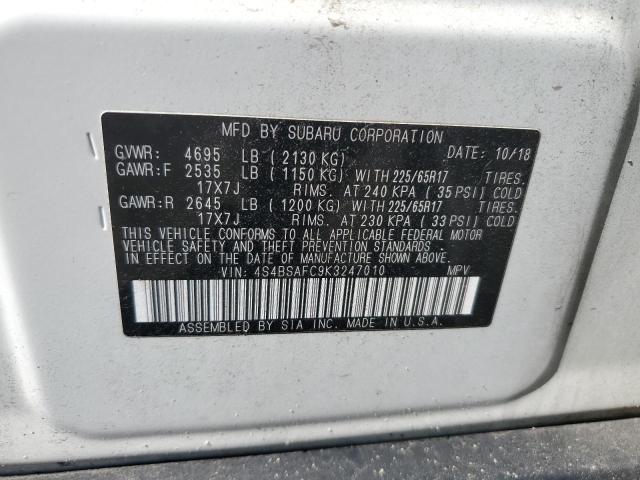 MFD BY SUBARU CORPORATION
GVWR: 4695 LB ( 2130 KG) DATE: 10/18
GAWR:F 2535 LB ( 1150 KG) WITH 225/65R17 TIRES.
17X7J RIMS. AT 240 KPA ( 35 PSI) COLD
GAWR:R 2645 LB ( 1200 KG) WITH 225/65R17 TIRES.
17X7J RIMS. AT 230 KPA ( 33 PSI) COLD
THIS VEHICLE CONFORMS TO ALL APPLICABLE FEDERAL MOTOR
VEHICLE SAFETY AND THEFT PREVENTION STANDARDS
IN EFFECT ON THE DATE OF MANUFACTURE SHOWN ABOVE.
VIN: 4S4BSAFC9K3247010 MPV
ASSEMBLED BY SIA INC. MADE IN U.S.A.